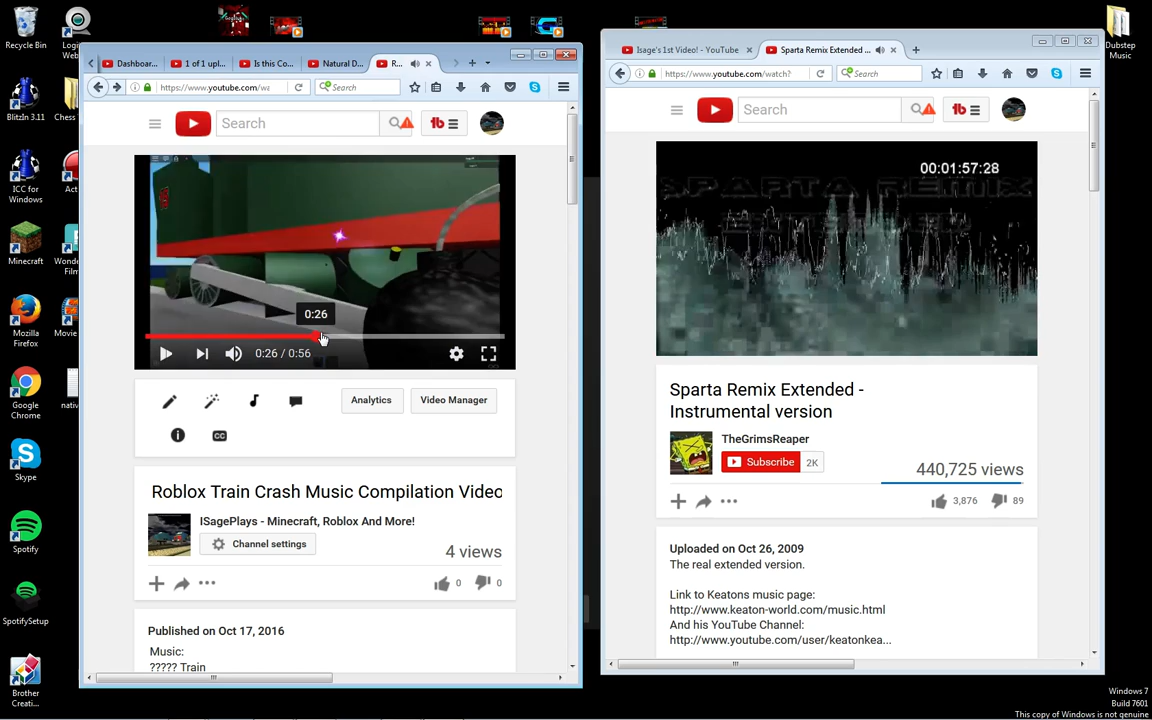 Recycle Bin
BlitzIn 3.11
ICC for
Windows
Minecraft
Mozilla
Firefox
Google
Chrome
Skype
Spotify
SpotifySetup
Brother
Creati...
Dubstep
Music
Dashboar...
1 of 1 upl...
Is this Co...
Natural D...
R...
https://www.youtube.com/wa
Search
Search
0:26
0:26 / 0:56
Analytics
Video Manager
CC
Roblox Train Crash Music Compilation Video
ISagePlays - Minecraft, Roblox And More!
Channel settings
4 views
0
0
Published on Oct 17, 2016
Music:
????? Train
Isage's 1st Video! - YouTube
Sparta Remix Extended ...
https://www.youtube.com/watch?
Search
Search
00:01:57:28
SPARTA REMIX
EXTENDED
Sparta Remix Extended -
Instrumental version
TheGrimsReaper
Subscribe
2K
440,725 views
3,876
89
Uploaded on Oct 26, 2009
The real extended version.
Link to Keatons music page:
http://www.keaton-world.com/music.html
And his YouTube Channel:
http://www.youtube.com/user/keatonkea...
Windows 7
Build 7601
This copy of Windows is not genuine